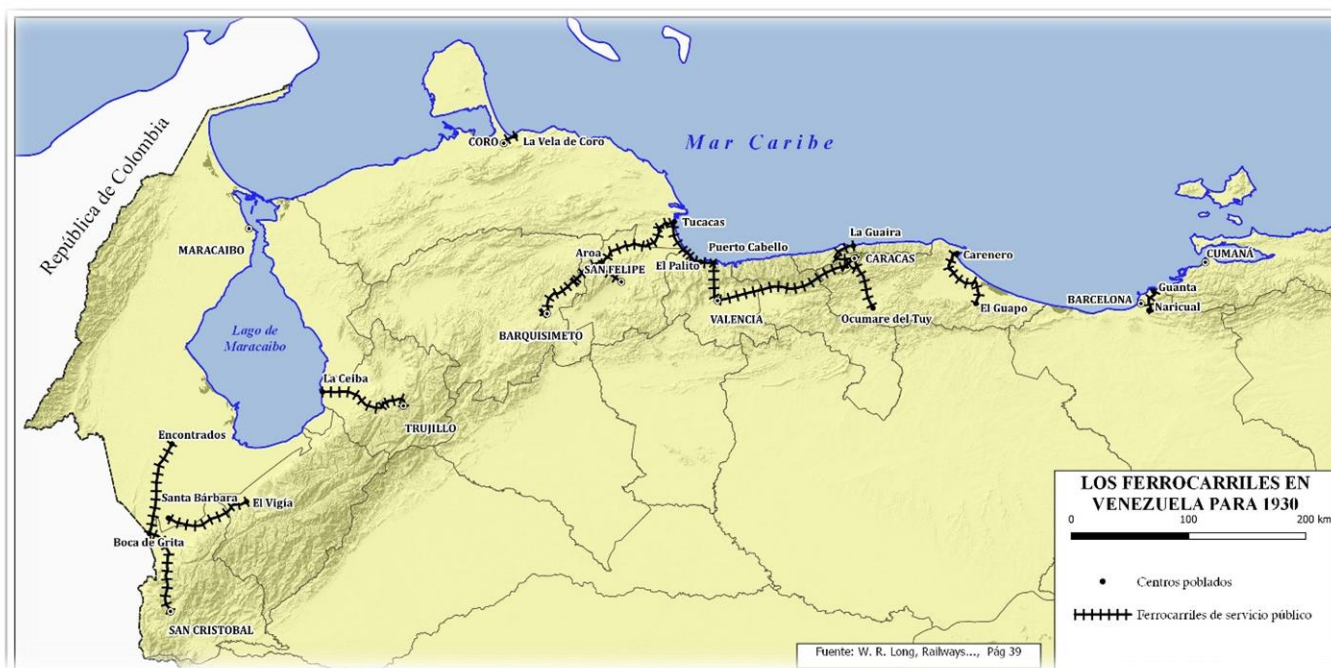 República de Colombia
Mar Caribe
CORO
La Vela de Coro
MARACAIBO
Tucacas
Puerto Cabello
La Guaira
CARACAS
Carenero
CUMANÁ
Aroa
SAN FELIPE
El Palito
Guanta
BARCELONA
Naricual
El Guapo
Ocumare del Tuy
VALENCIA
BARQUISIMETO
Lago de
Maracaibo
La Ceiba
TRUJILLO
Encontrados
Santa Bárbara
El Vigía
Boca de Grita
SAN CRISTOBAL
LOS FERROCARRILES EN
VENEZUELA PARA 1930
0 100 200 km
Centros poblados
Ferrocarriles de servicio público
Fuente: W. R. Long, Railways..., Pág 39